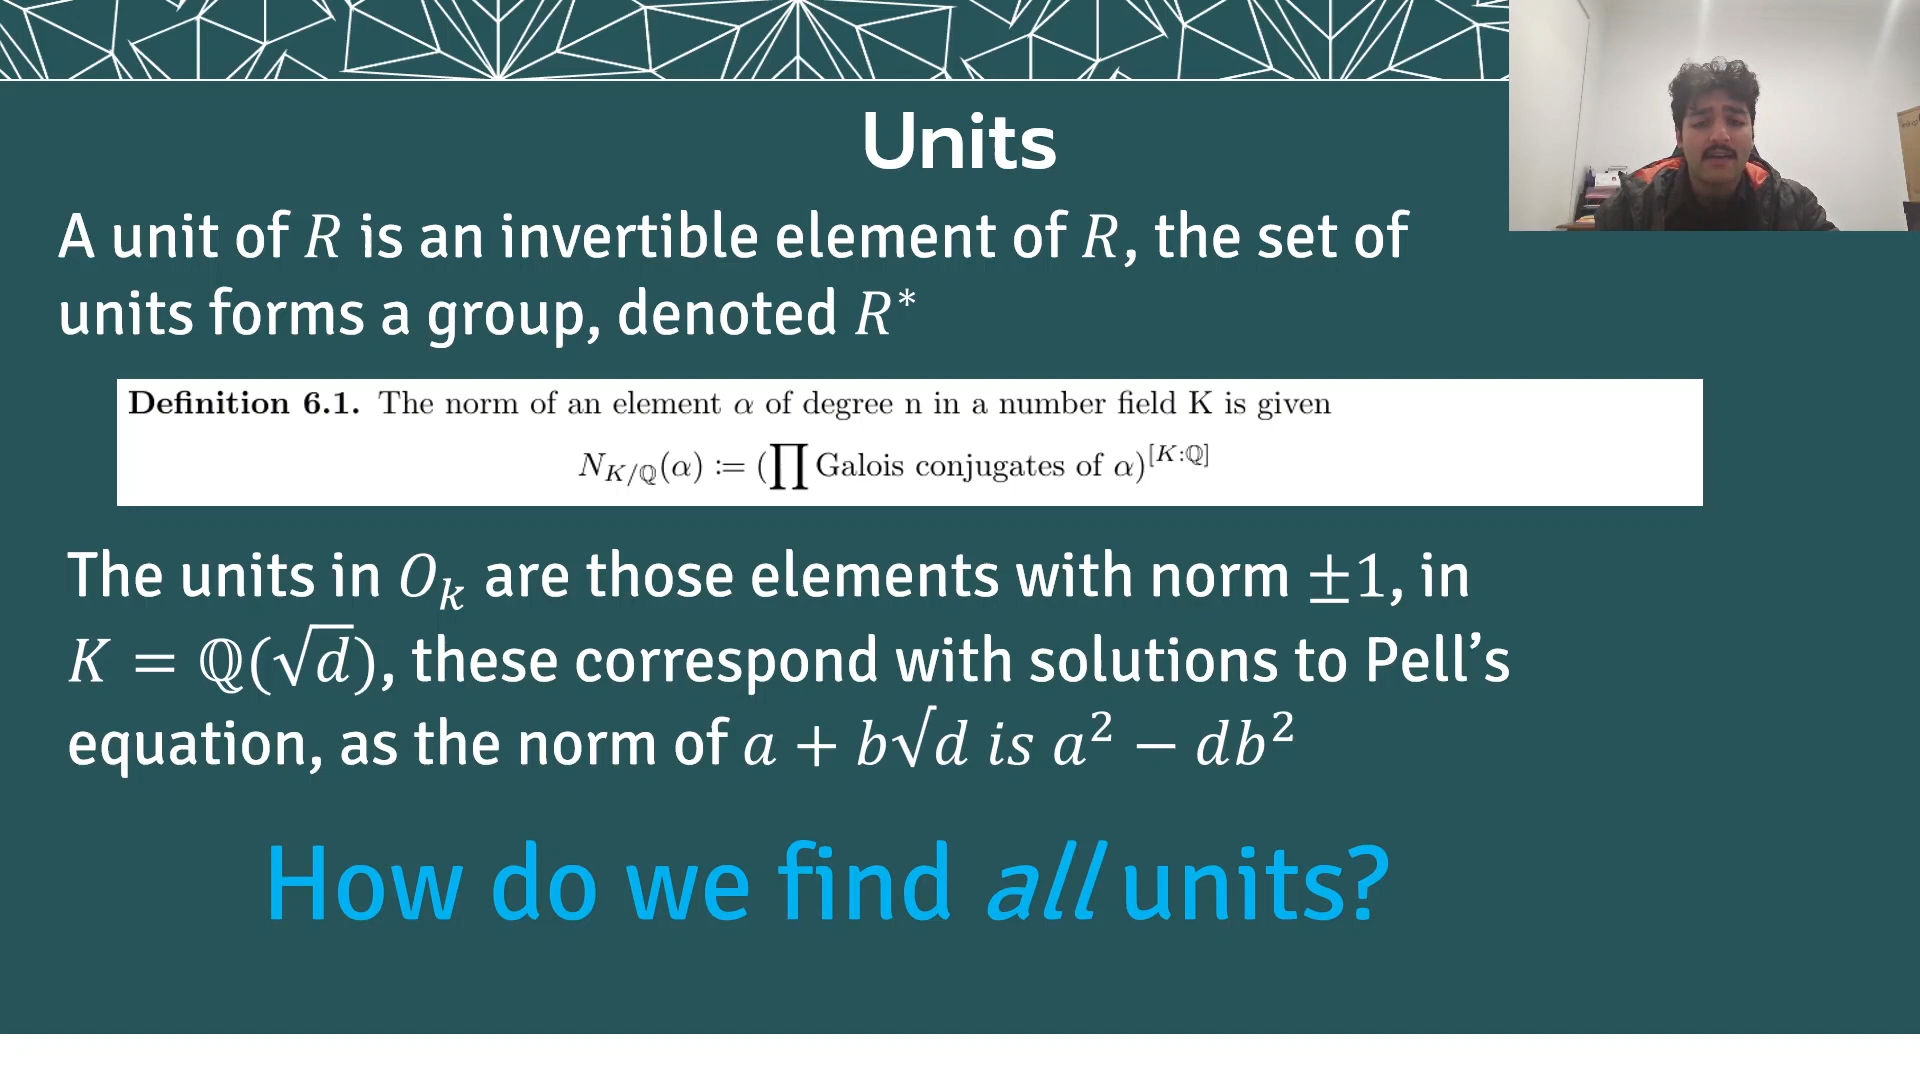 Units
A unit of R is an invertible element of R, the set of
units forms a group, denoted R*
Definition 6.1. The norm of an element α of degree n in a number field K is given
N_{K/ℚ}(α) := (∏ Galois conjugates of α)^{[K:ℚ]}
The units in O_k are those elements with norm ±1, in
K = ℚ(√d), these correspond with solutions to Pell’s
equation, as the norm of a + b√d is a² − db²
How do we find all units?